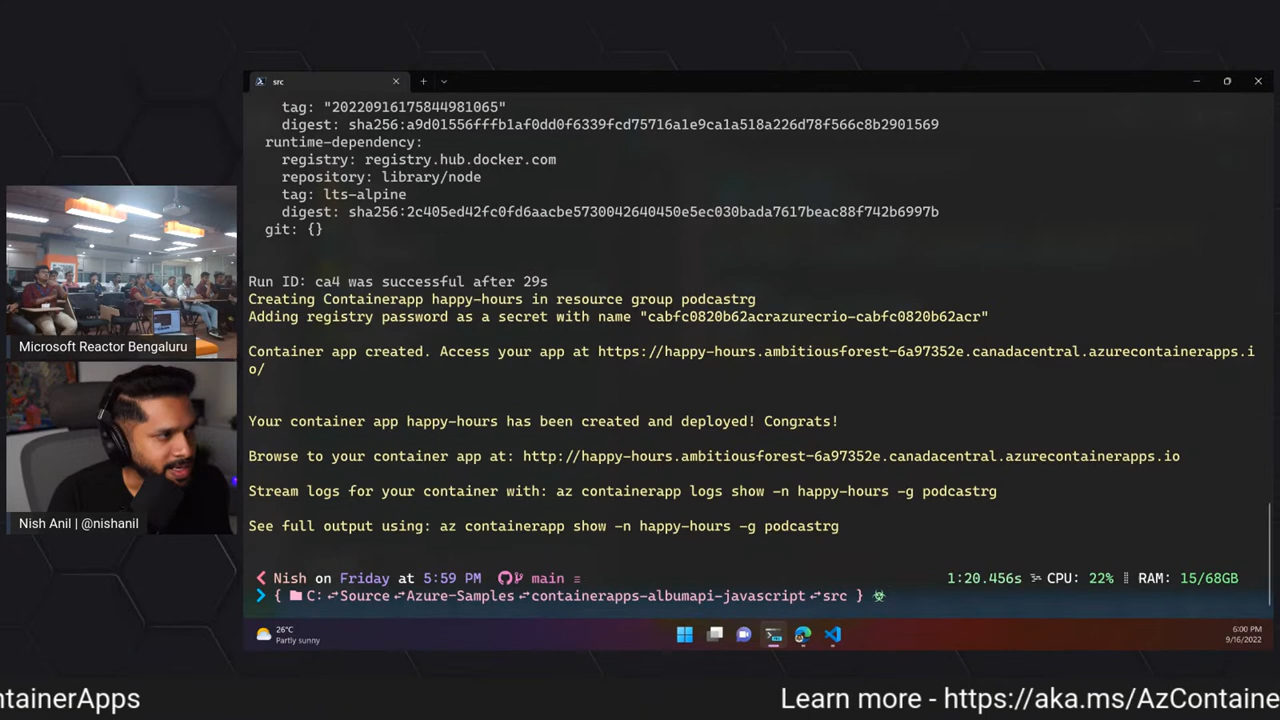 src
tag: "20220916175844981065"
digest: sha256:a9d01556fffb1af0dd0f6339fcd75716a1e9ca1a518a226d78f566c8b2901569
runtime-dependency:
registry: registry.hub.docker.com
repository: library/node
tag: lts-alpine
digest: sha256:2c405ed42fc0fd6aacbe5730042640450e5ec030bada7617beac88f742b6997b
git: {}
Run ID: ca4 was successful after 29s
Creating Containerapp happy-hours in resource group podcastrg
Adding registry password as a secret with name "cabfc0820b62acrazurecrio-cabfc0820b62acr"
Container app created. Access your app at https://happy-hours.ambitiousforest-6a97352e.canadacentral.azurecontainerapps.i
o/
Your container app happy-hours has been created and deployed! Congrats!
Browse to your container app at: http://happy-hours.ambitiousforest-6a97352e.canadacentral.azurecontainerapps.io
Stream logs for your container with: az containerapp logs show -n happy-hours -g podcastrg
See full output using: az containerapp show -n happy-hours -g podcastrg
Nish on Friday at 5:59 PM main ≡ 1:20.456s CPU: 22% RAM: 15/68GB
{ C: Source Azure-Samples containerapps-albumapi-javascript src }
Microsoft Reactor Bengaluru
Nish Anil | @nishanil
26°C
Partly sunny
6:00 PM
9/16/2022
ntainerApps
Learn more - https://aka.ms/AzContaine